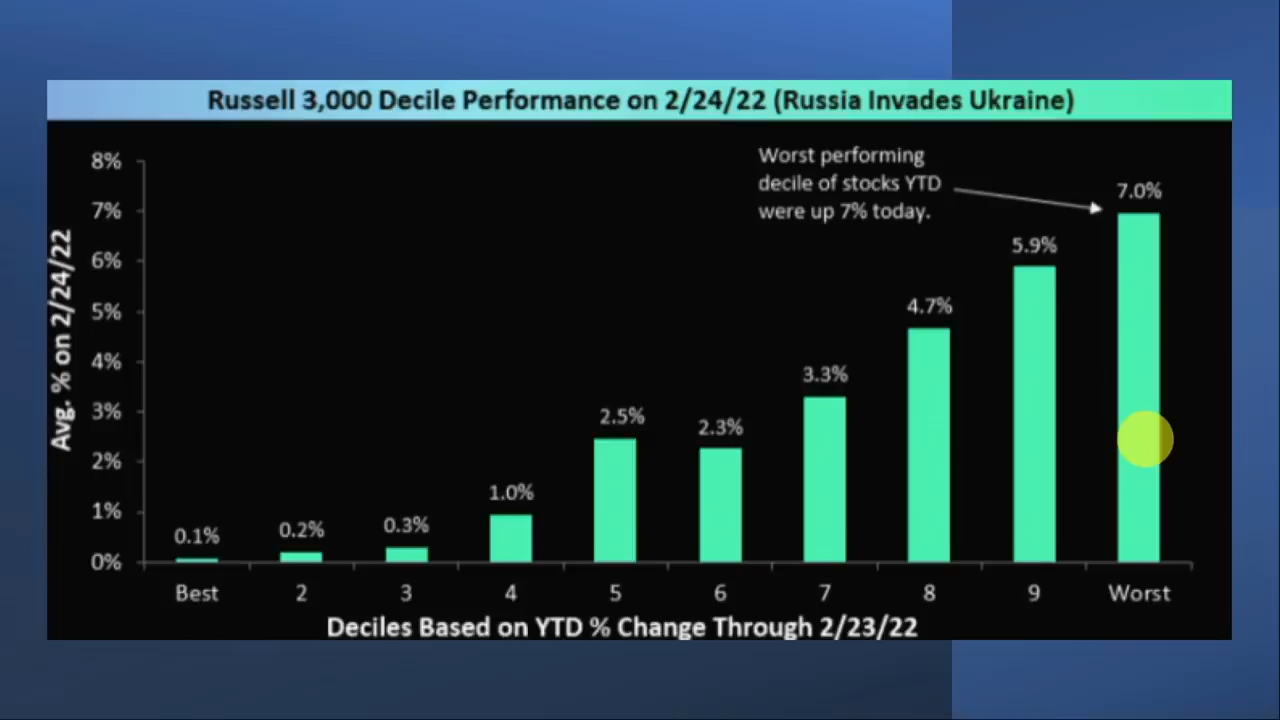 Russell 3,000 Decile Performance on 2/24/22 (Russia Invades Ukraine)
Avg. % on 2/24/22
8%
7%
6%
5%
4%
3%
2%
1%
0%
Worst performing
decile of stocks YTD
were up 7% today.
0.1%
0.2%
0.3%
1.0%
2.5%
2.3%
3.3%
4.7%
5.9%
7.0%
Best 2 3 4 5 6 7 8 9 Worst
Deciles Based on YTD % Change Through 2/23/22